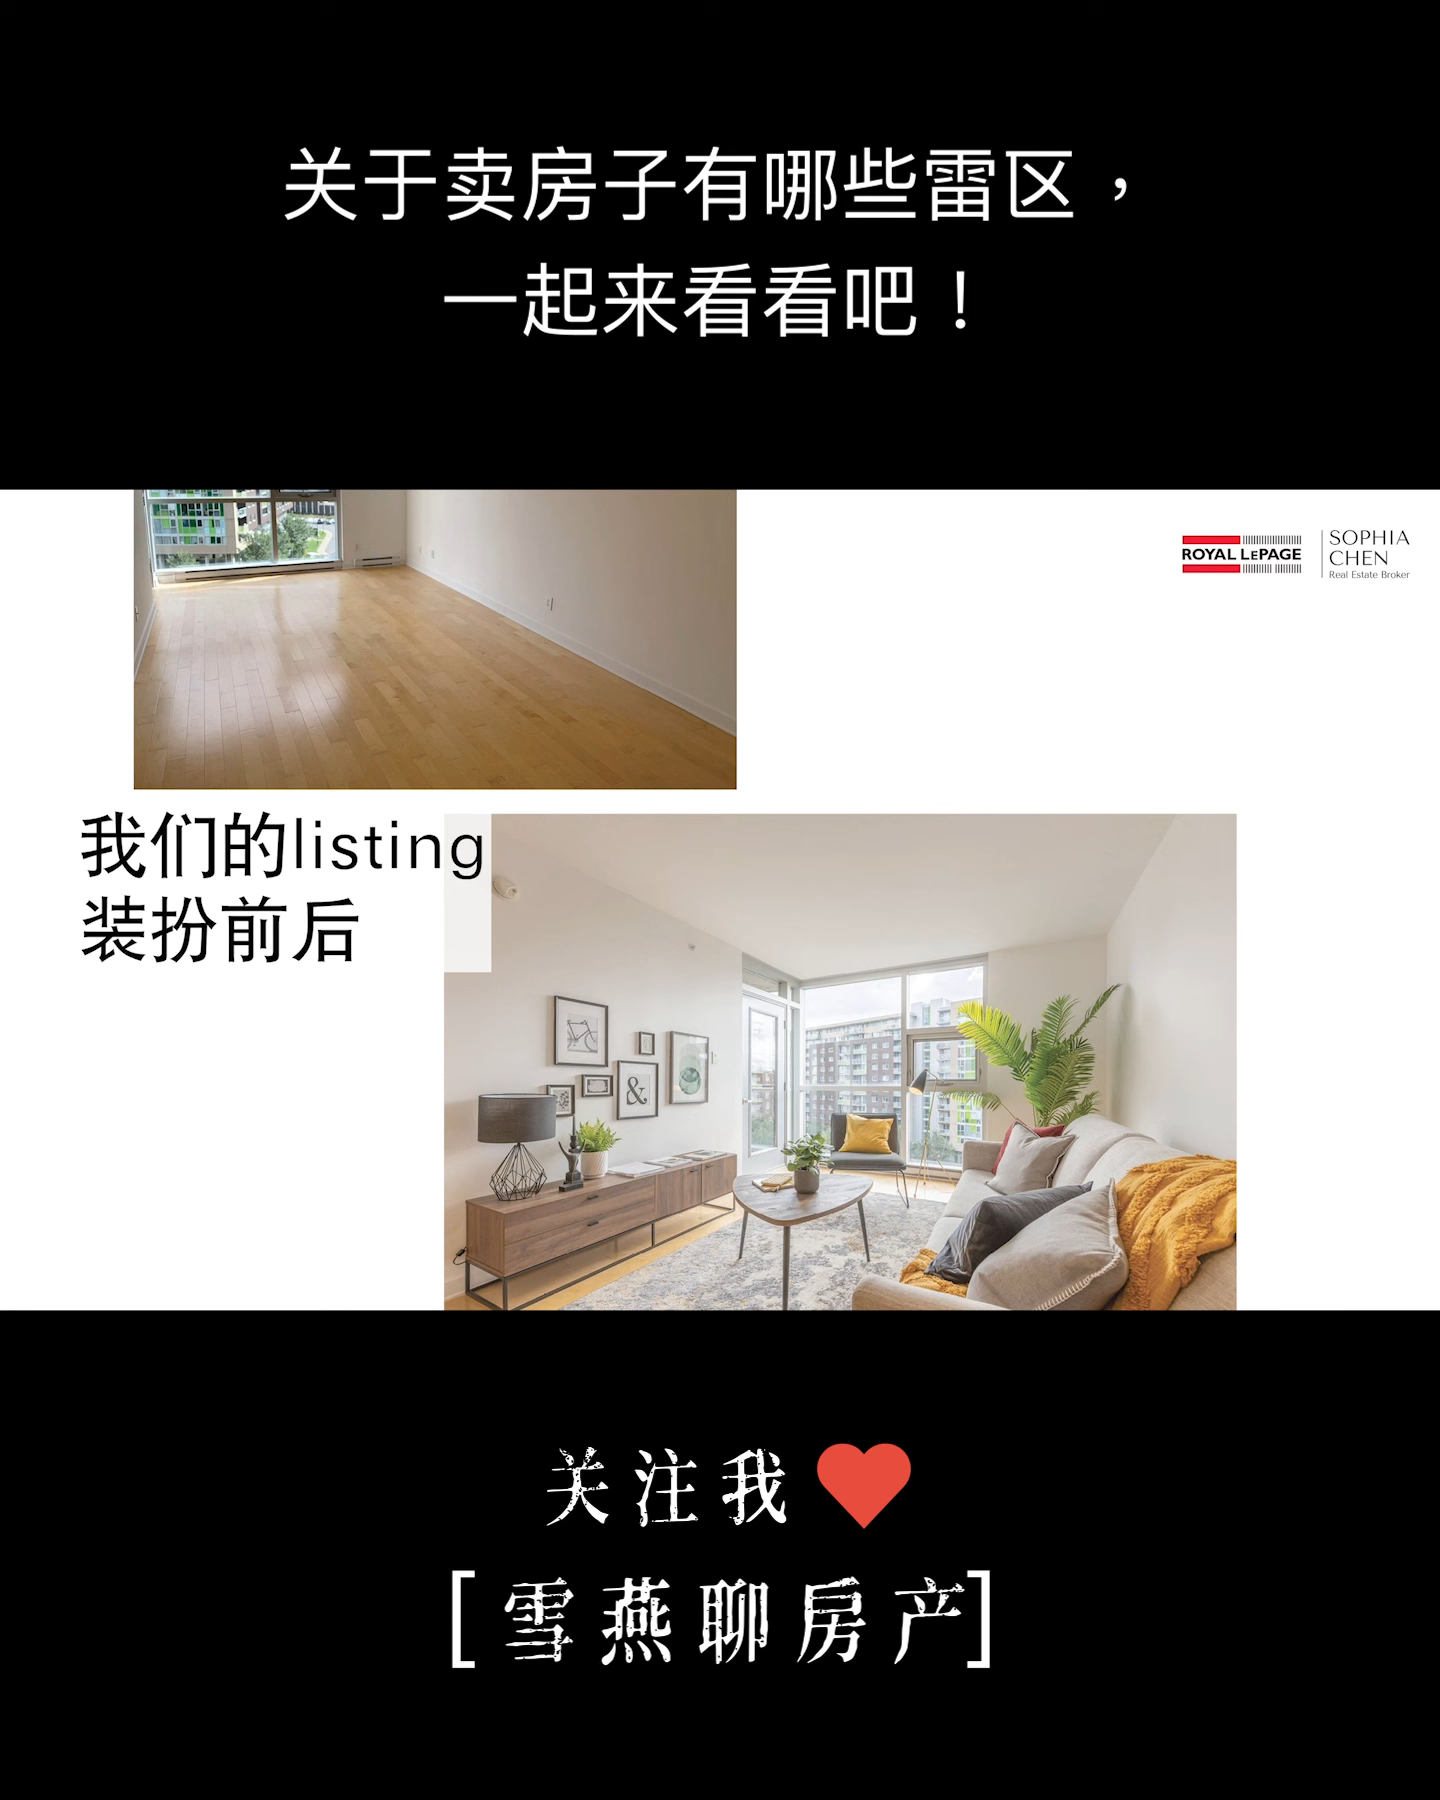 关于卖房子有哪些雷区，
一起来看看吧！
ROYAL LEPAGE
SOPHIA
CHEN
Real Estate Broker
我们的listing
装扮前后
&
关注我
[雪燕聊房产]